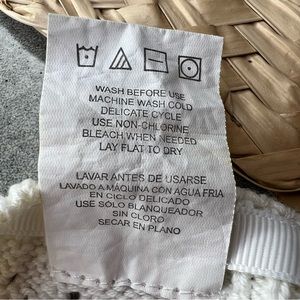 WASH BEFORE USE
MACHINE WASH COLD
DELICATE CYCLE
USE NON-CHLORINE
BLEACH WHEN NEEDED
LAY FLAT TO DRY
LAVAR ANTES DE USARSE
LAVADO A MAQUINA CON AGUA FRIA
EN CICLO DELICADO
USE SÓLO BLANQUEADOR
SIN CLORO
SECAR EN PLANO